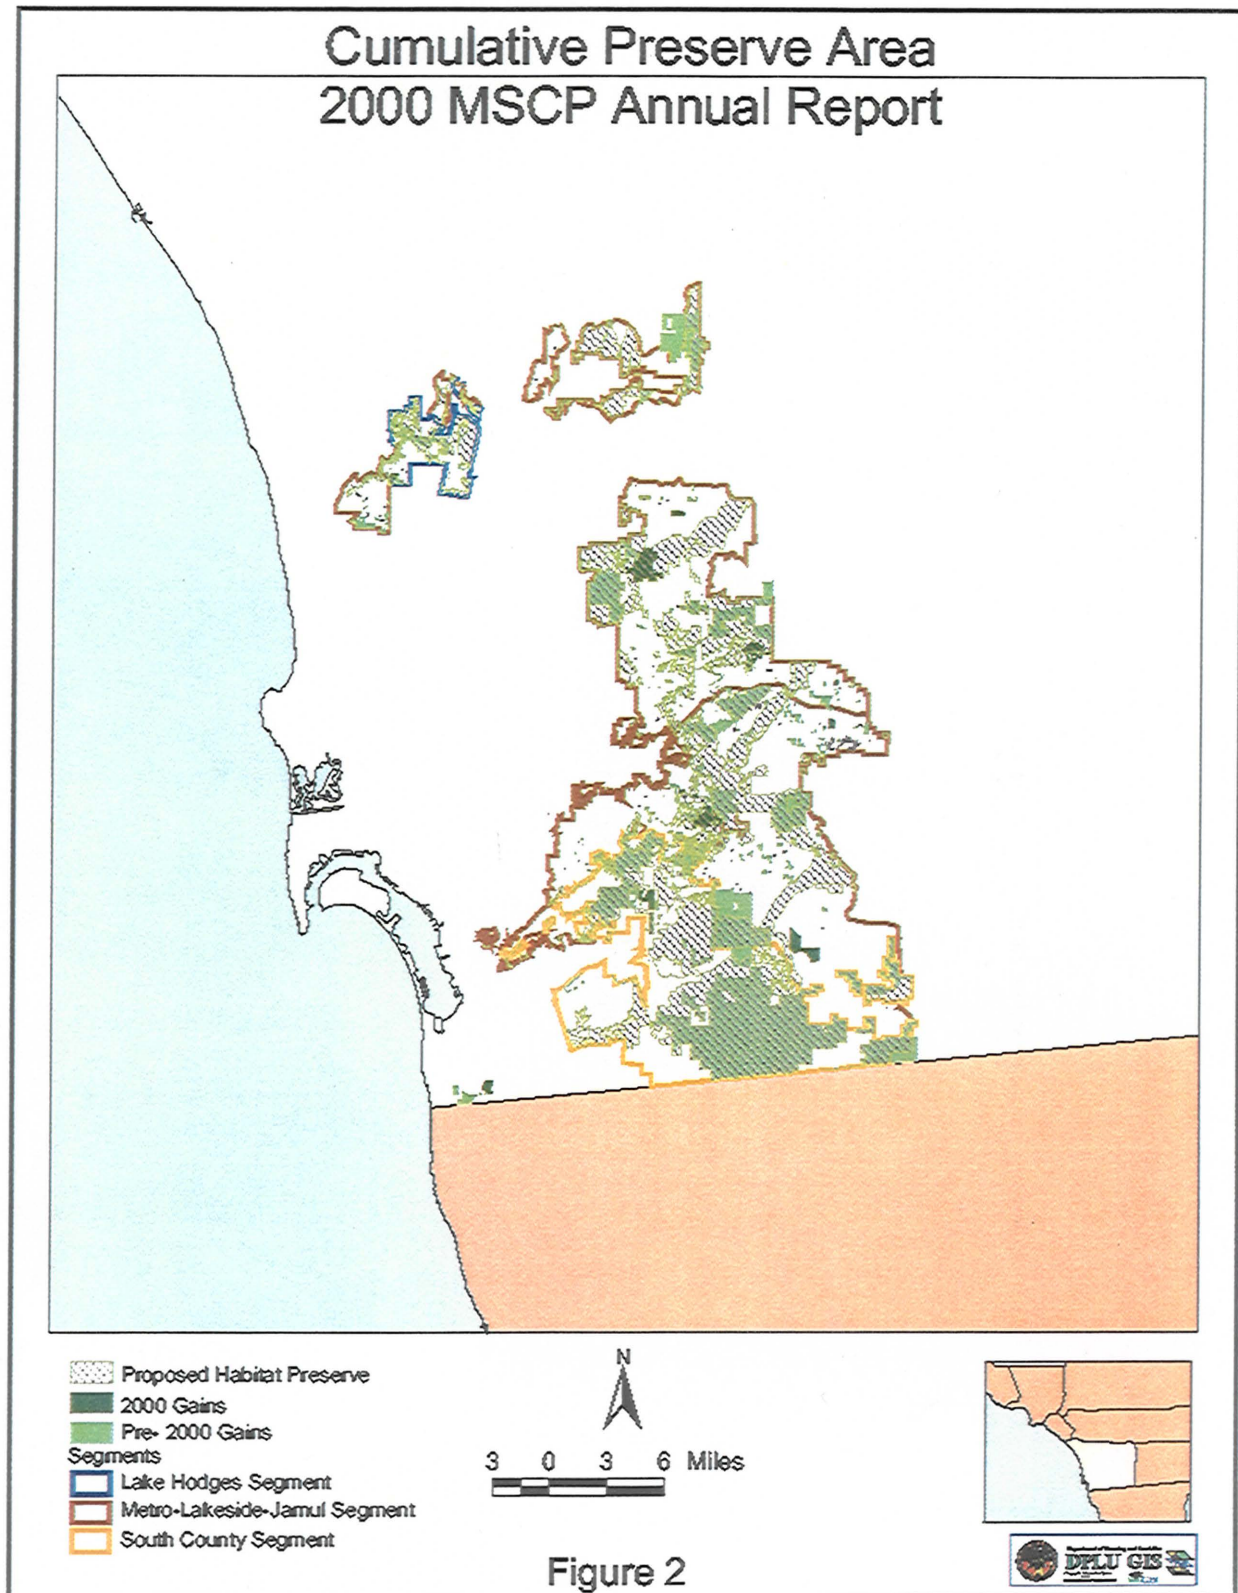 Cumulative Preserve Area
2000 MSCP Annual Report
Proposed Habitat Preserve
2000 Gains
Pre- 2000 Gains
Segments
Lake Hodges Segment
Metro-Lakeside-Jamul Segment
South County Segment
N
3 0 3 6 Miles
DPLU GIS
Figure 2